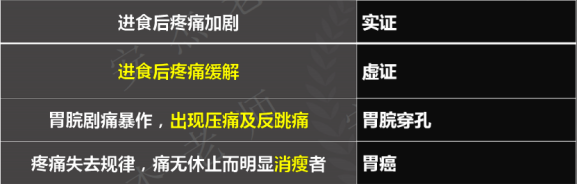 进食后疼痛加剧 实证
进食后疼痛缓解 虚证
胃脘剧痛暴作，出现压痛及反跳痛 胃脘穿孔
疼痛失去规律，痛无休止而明显消瘦者 胃癌